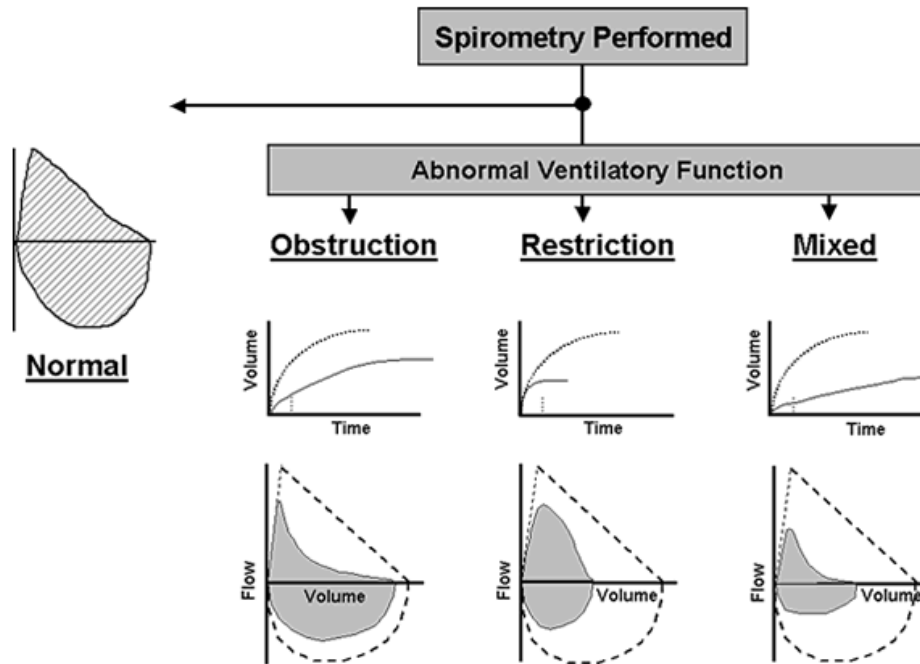 Spirometry Performed
Abnormal Ventilatory Function
Obstruction
Restriction
Mixed
Normal
Volume
Time
Volume
Time
Volume
Time
Flow
Volume
Flow
Volume
Flow
Volume